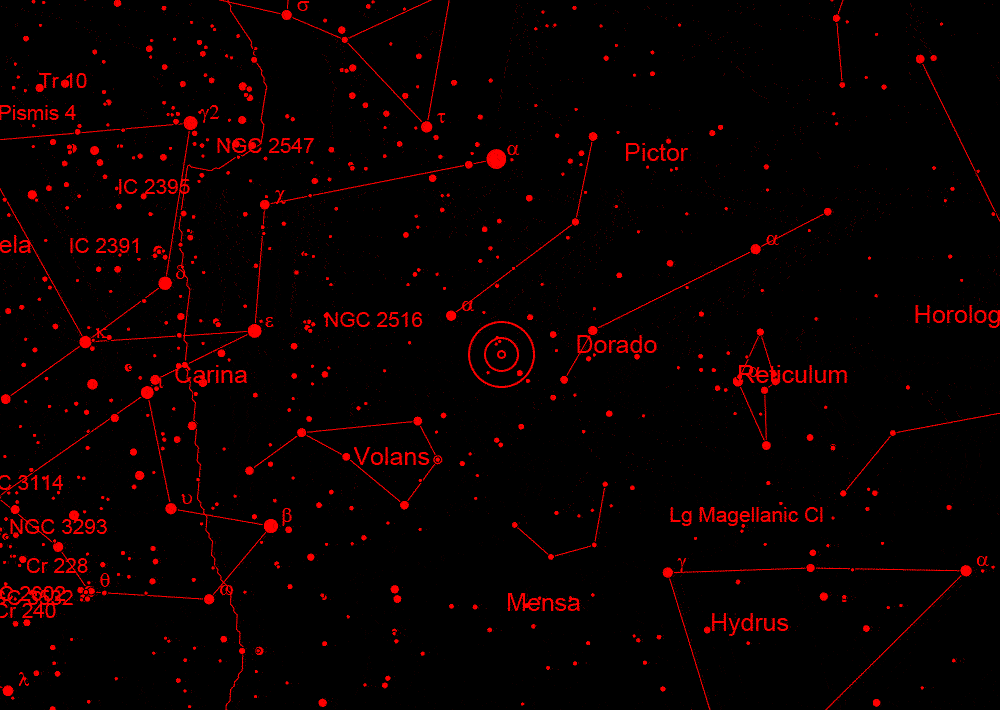 σ
Tr 10
Pismis 4
γ2
τ
NGC 2547
α
Pictor
IC 2395
χ
ela
IC 2391
α
δ
α
Horolog
NGC 2516
ε
κ
Dorado
Carina
ι
α
Reticulum
Volans
C 3114
υ
β
Lg Magellanic Cl
NGC 3293
Cr 228
γ
α
θ
ω
Mensa
Cr 240
Hydrus
λ